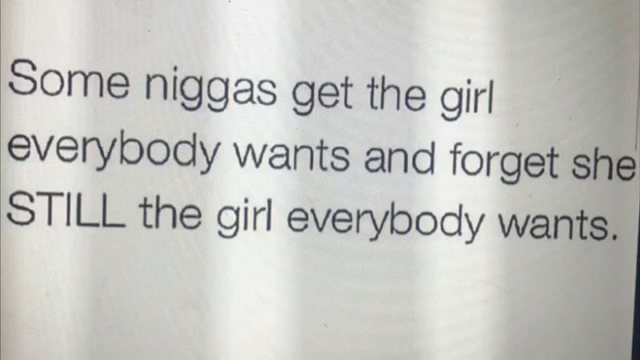 Some niggas get the girl
everybody wants and forget she
STILL the girl everybody wants.